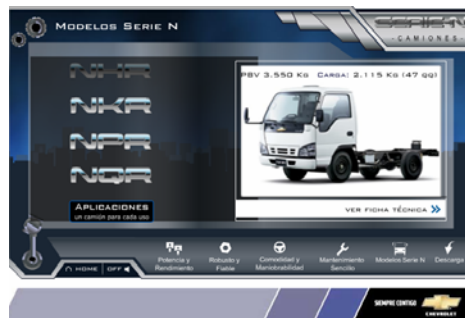 MODELOS SERIE N
SERIE N
- CAMIONES -
NHR
PBV 3.550 KG CARGA: 2.115 KG (47 QQ)
NKR
NPR
NQR
APLICACIONES
un camión para cada uso
VER FICHA TÉCNICA
Potencia y
Rendimiento
Robusto y
Fiable
Comodidad y
Maniobrabilidad
Mantenimiento
Sencillo
Modelos Serie N
Descarga
HOME
OFF
SIEMPRE CONTIGO
CHEVROLET